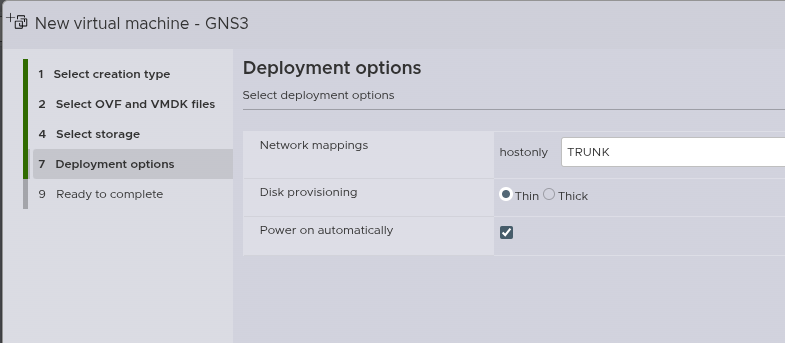 New virtual machine - GNS3
1 Select creation type
2 Select OVF and VMDK files
4 Select storage
7 Deployment options
9 Ready to complete
Deployment options
Select deployment options
Network mappings hostonly TRUNK
Disk provisioning Thin Thick
Power on automatically